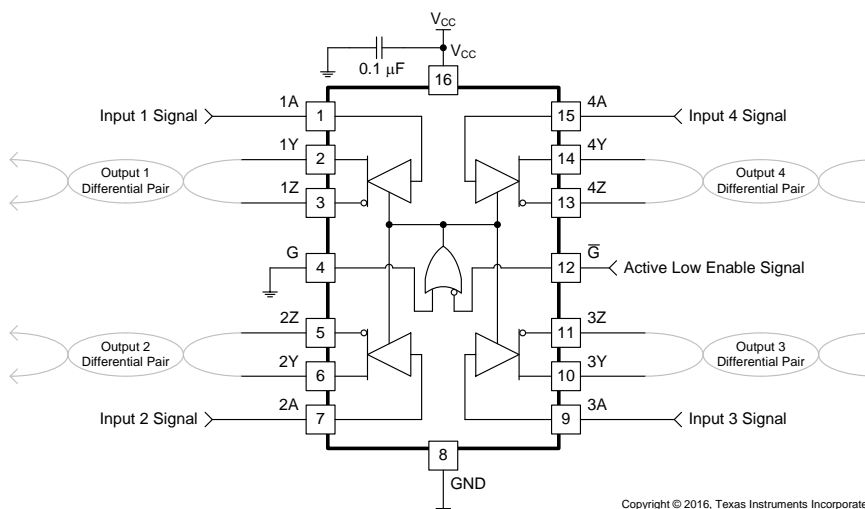 V_CC
V_CC
0.1 μF
16
1A
4A
Input 1 Signal
1
15
Input 4 Signal
1Y
4Y
2
14
Output 1
Differential Pair
Output 4
Differential Pair
1Z
4Z
3
13
G
G̅
4
12
Active Low Enable Signal
2Z
3Z
5
11
Output 2
Differential Pair
Output 3
Differential Pair
2Y
3Y
6
10
2A
3A
Input 2 Signal
7
9
Input 3 Signal
8
GND
Copyright © 2016, Texas Instruments Incorporate